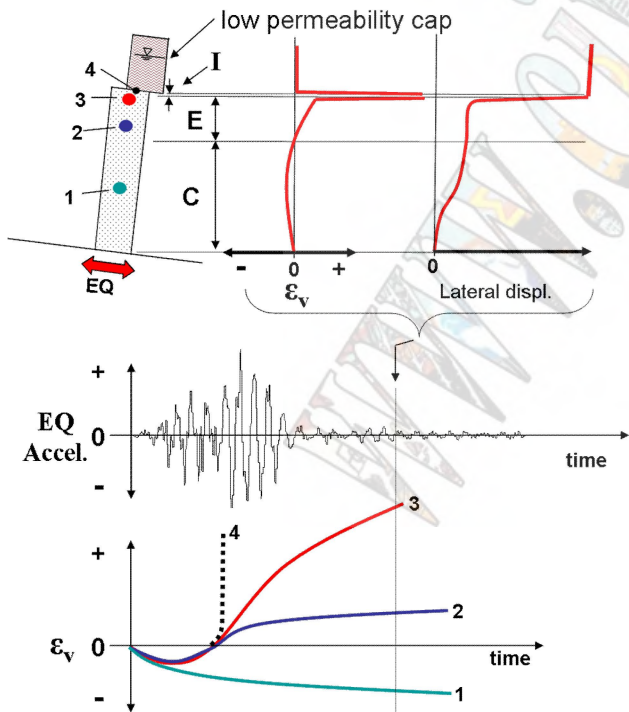 low permeability cap
4
I
3
E
2
1
C
EQ
- 0 +
εv
0
Lateral displ.
+
EQ
Accel.
0
-
time
3
4
+
2
εv
0
time
-
1
WWW.